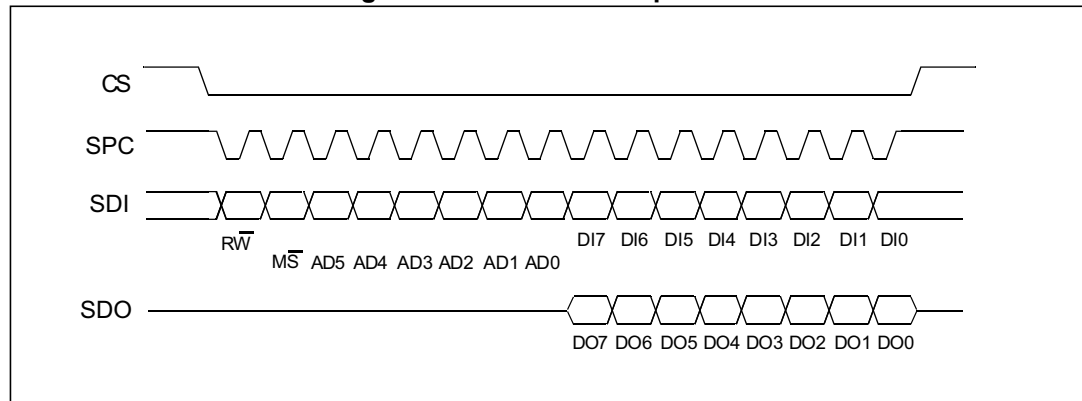 CS
SPC
SDI
RW̅
DI7 DI6 DI5 DI4 DI3 DI2 DI1 DI0
MS̅ AD5 AD4 AD3 AD2 AD1 AD0
SDO
DO7 DO6 DO5 DO4 DO3 DO2 DO1 DO0